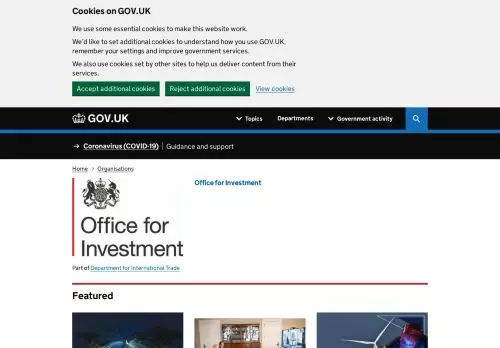 Cookies on GOV.UK
We use some essential cookies to make this website work.
We'd like to set additional cookies to understand how you use GOV.UK,
remember your settings and improve government services.
We also use cookies set by other sites to help us deliver content from their
services.
Accept additional cookies Reject additional cookies View cookies
GOV.UK Topics Departments Government activity
→ Coronavirus (COVID-19) | Guidance and support
Home > Organisations
Office for
Investment
Office for Investment
Part of Department for International Trade
Featured